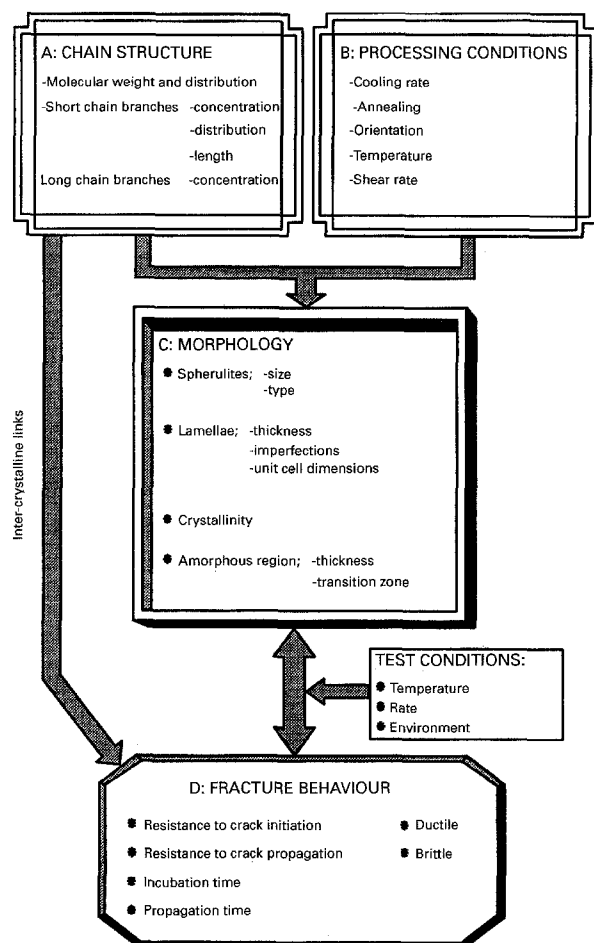 A: CHAIN STRUCTURE
-Molecular weight and distribution
-Short chain branches -concentration
-distribution
-length
Long chain branches -concentration
B: PROCESSING CONDITIONS
-Cooling rate
-Annealing
-Orientation
-Temperature
-Shear rate
Inter-crystalline links
C: MORPHOLOGY
● Spherulites; -size
-type
● Lamellae; -thickness
-imperfections
-unit cell dimensions
● Crystallinity
● Amorphous region; -thickness
-transition zone
TEST CONDITIONS:
● Temperature
● Rate
● Environment
D: FRACTURE BEHAVIOUR
● Resistance to crack initiation
● Resistance to crack propagation
● Incubation time
● Propagation time
● Ductile
● Brittle